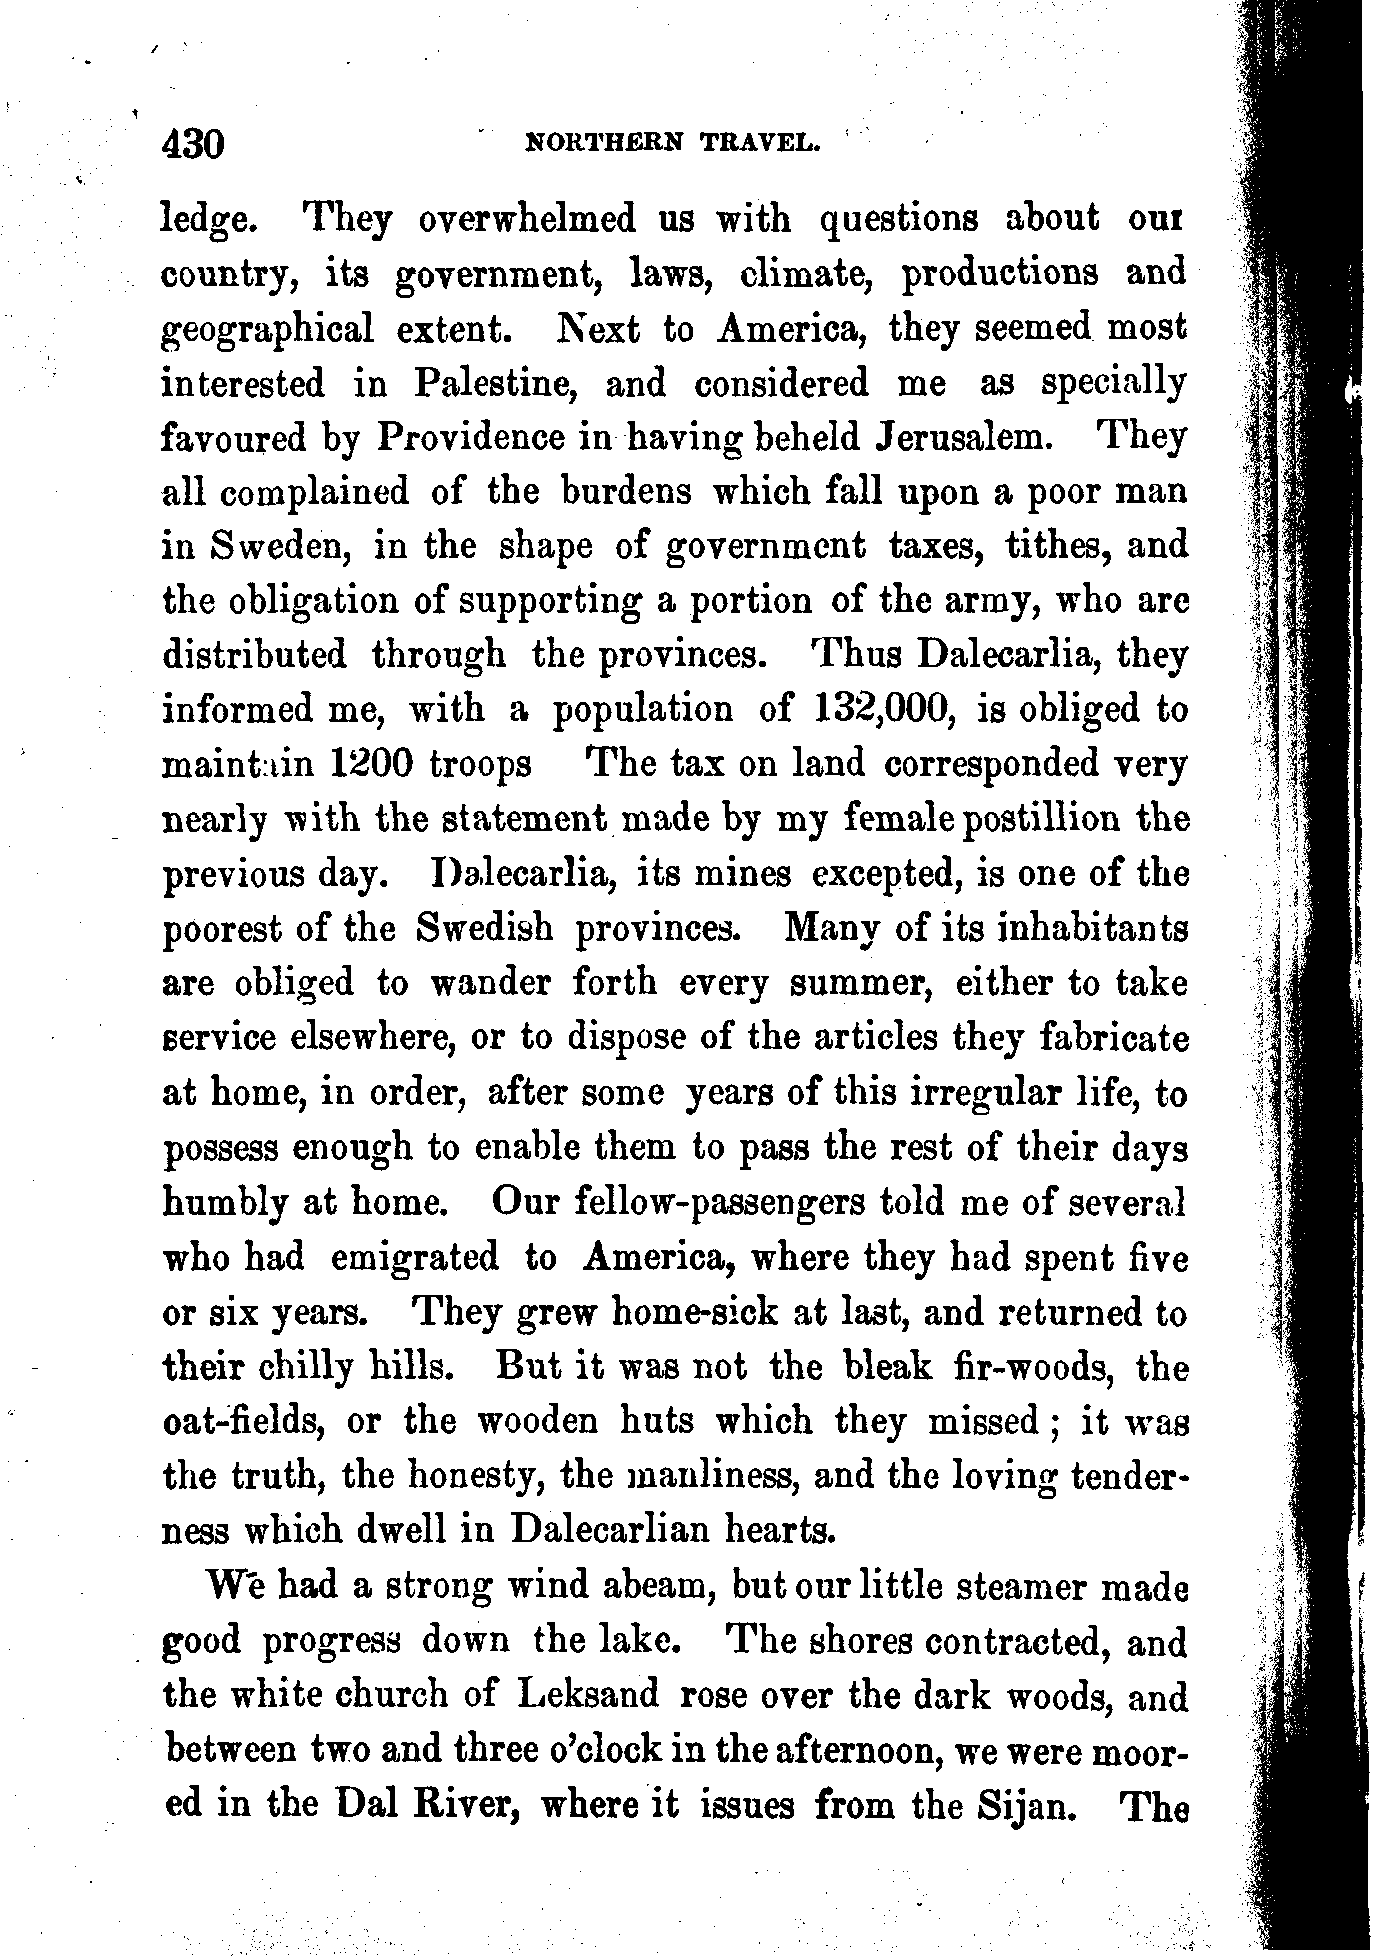 430 NORTHERN TRAVEL.
ledge. They overwhelmed us with questions about our
country, its government, laws, climate, productions and
geographical extent. Next to America, they seemed most
interested in Palestine, and considered me as specially
favoured by Providence in having beheld Jerusalem. They
all complained of the burdens which fall upon a poor man
in Sweden, in the shape of government taxes, tithes, and
the obligation of supporting a portion of the army, who are
distributed through the provinces. Thus Dalecarlia, they
informed me, with a population of 132,000, is obliged to
maintain 1200 troops The tax on land corresponded very
nearly with the statement made by my female postillion the
previous day. Dalecarlia, its mines excepted, is one of the
poorest of the Swedish provinces. Many of its inhabitants
are obliged to wander forth every summer, either to take
service elsewhere, or to dispose of the articles they fabricate
at home, in order, after some years of this irregular life, to
possess enough to enable them to pass the rest of their days
humbly at home. Our fellow-passengers told me of several
who had emigrated to America, where they had spent five
or six years. They grew home-sick at last, and returned to
their chilly hills. But it was not the bleak fir-woods, the
oat-fields, or the wooden huts which they missed ; it was
the truth, the honesty, the manliness, and the loving tender-
ness which dwell in Dalecarlian hearts.
We had a strong wind abeam, but our little steamer made
good progress down the lake. The shores contracted, and
the white church of Leksand rose over the dark woods, and
between two and three o'clock in the afternoon, we were moor-
ed in the Dal River, where it issues from the Sijan. The